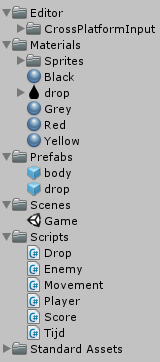 Editor
CrossPlatformInput
Materials
Sprites
Black
drop
Grey
Red
Yellow
Prefabs
body
drop
Scenes
Game
Scripts
Drop
Enemy
Movement
Player
Score
Tijd
Standard Assets